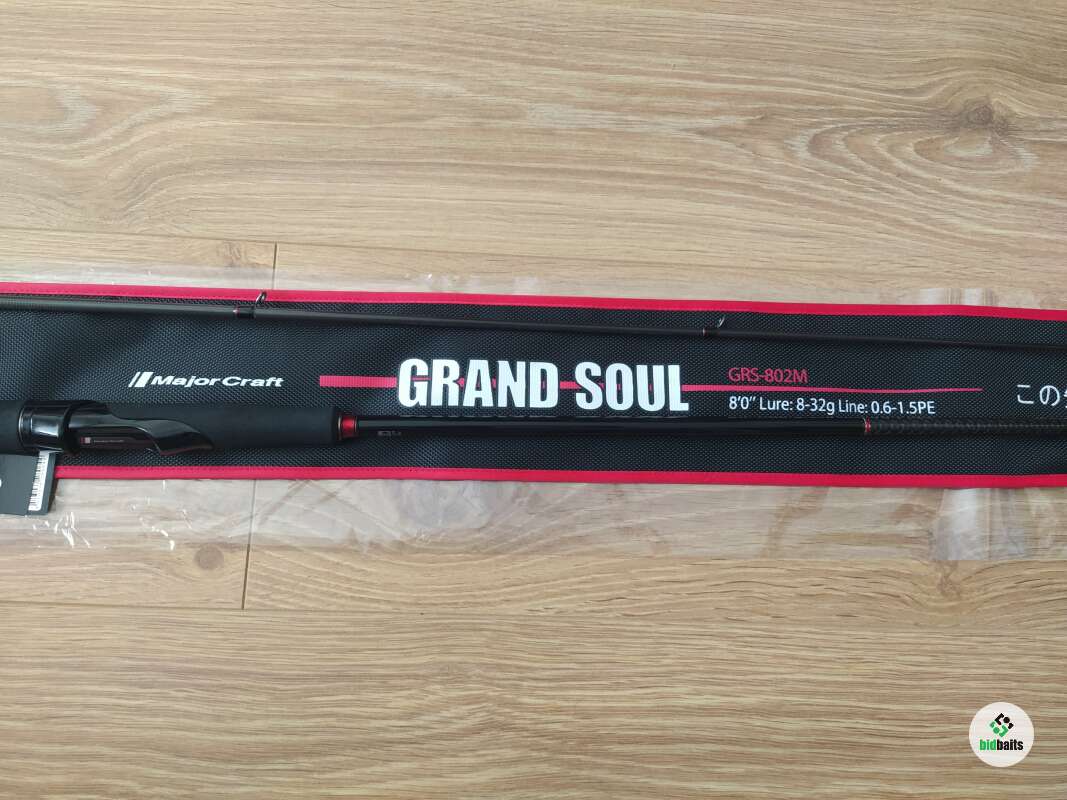 Major Craft
GRAND SOUL
GRS-802M
8'0'' Lure: 8-32g Line: 0.6-1.5PE
この
bidbaits